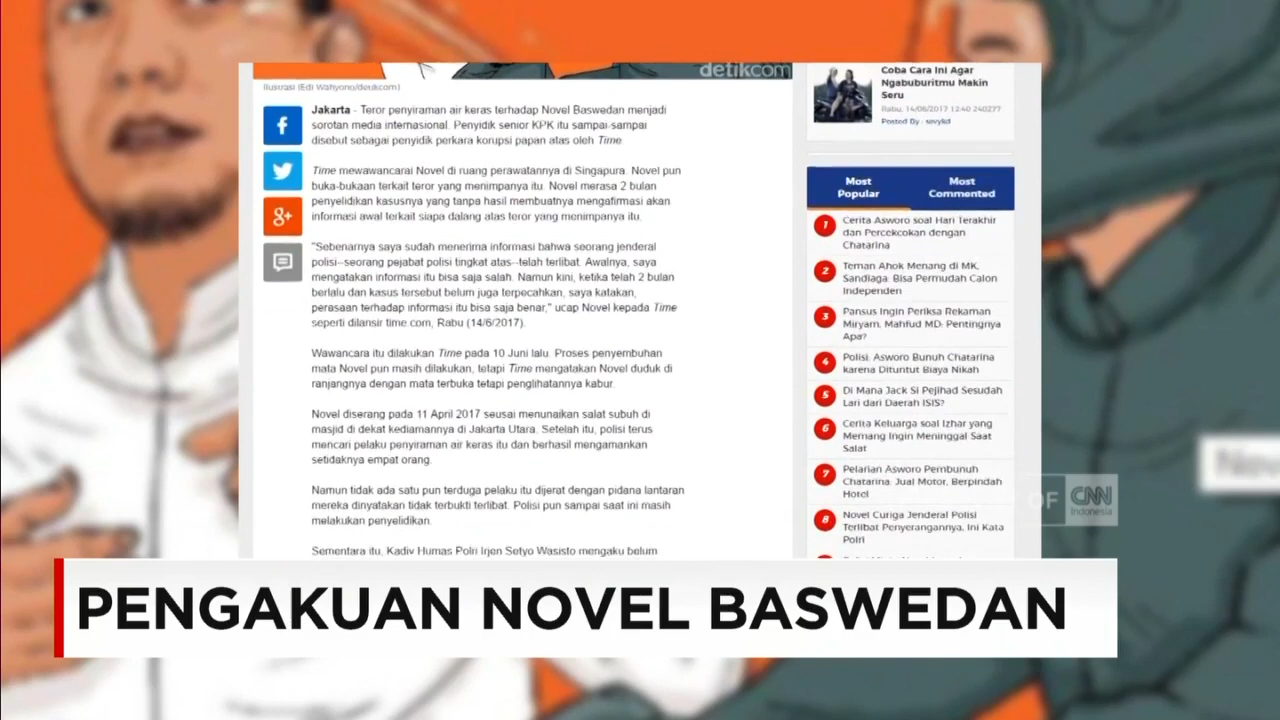 detikcom
Ilustrasi (Edi Wahyono/detikcom)
Jakarta - Teror penyiraman air keras terhadap Novel Baswedan menjadi
sorotan media internasional. Penyidik senior KPK itu sampai-sampai
disebut sebagai penyidik perkara korupsi papan atas oleh Time.
Time mewawancarai Novel di ruang perawatannya di Singapura. Novel pun
buka-bukaan terkait teror yang menimpanya itu. Novel merasa 2 bulan
penyelidikan kasusnya yang tanpa hasil membuatnya mengafirmasi akan
informasi awal terkait siapa dalang atas teror yang menimpanya itu.
"Sebenarnya saya sudah menerima informasi bahwa seorang jenderal
polisi--seorang pejabat polisi tingkat atas--telah terlibat. Awalnya, saya
mengatakan informasi itu bisa saja salah. Namun kini, ketika telah 2 bulan
berlalu dan kasus tersebut belum juga terpecahkan, saya katakan,
perasaan terhadap informasi itu bisa saja benar," ucap Novel kepada Time
seperti dilansir time.com, Rabu (14/6/2017).
Wawancara itu dilakukan Time pada 10 Juni lalu. Proses penyembuhan
mata Novel pun masih dilakukan, tetapi Time mengatakan Novel duduk di
ranjangnya dengan mata terbuka tetapi penglihatannya kabur.
Novel diserang pada 11 April 2017 seusai menunaikan salat subuh di
masjid di dekat kediamannya di Jakarta Utara. Setelah itu, polisi terus
mencari pelaku penyiraman air keras itu dan berhasil mengamankan
setidaknya empat orang.
Namun tidak ada satu pun terduga pelaku itu dijerat dengan pidana lantaran
mereka dinyatakan tidak terbukti terlibat. Polisi pun sampai saat ini masih
melakukan penyelidikan.
Sementara itu, Kadiv Humas Polri Irjen Setyo Wasisto mengaku belum
Coba Cara Ini Agar
Ngabuburitmu Makin
Seru
Rabu, 14/06/2017 12:40 240277
Posted By : sevykd
Most
Popular
Most
Commented
1 Cerita Asworo soal Hari Terakhir
dan Percekcokan dengan
Chatarina
2 Teman Ahok Menang di MK,
Sandiaga: Bisa Permudah Calon
Independen
3 Pansus Ingin Periksa Rekaman
Miryam, Mahfud MD: Pentingnya
Apa?
4 Polisi: Asworo Bunuh Chatarina
karena Dituntut Biaya Nikah
5 Di Mana Jack Si Pejihad Sesudah
Lari dari Daerah ISIS?
6 Cerita Keluarga soal Izhar yang
Memang Ingin Meninggal Saat
Salat
7 Pelarian Asworo Pembunuh
Chatarina: Jual Motor, Berpindah
Hotel
8 Novel Curiga Jenderal Polisi
Terlibat Penyerangannya, Ini Kata
Polri
OF
CNN
Indonesia
PENGAKUAN NOVEL BASWEDAN